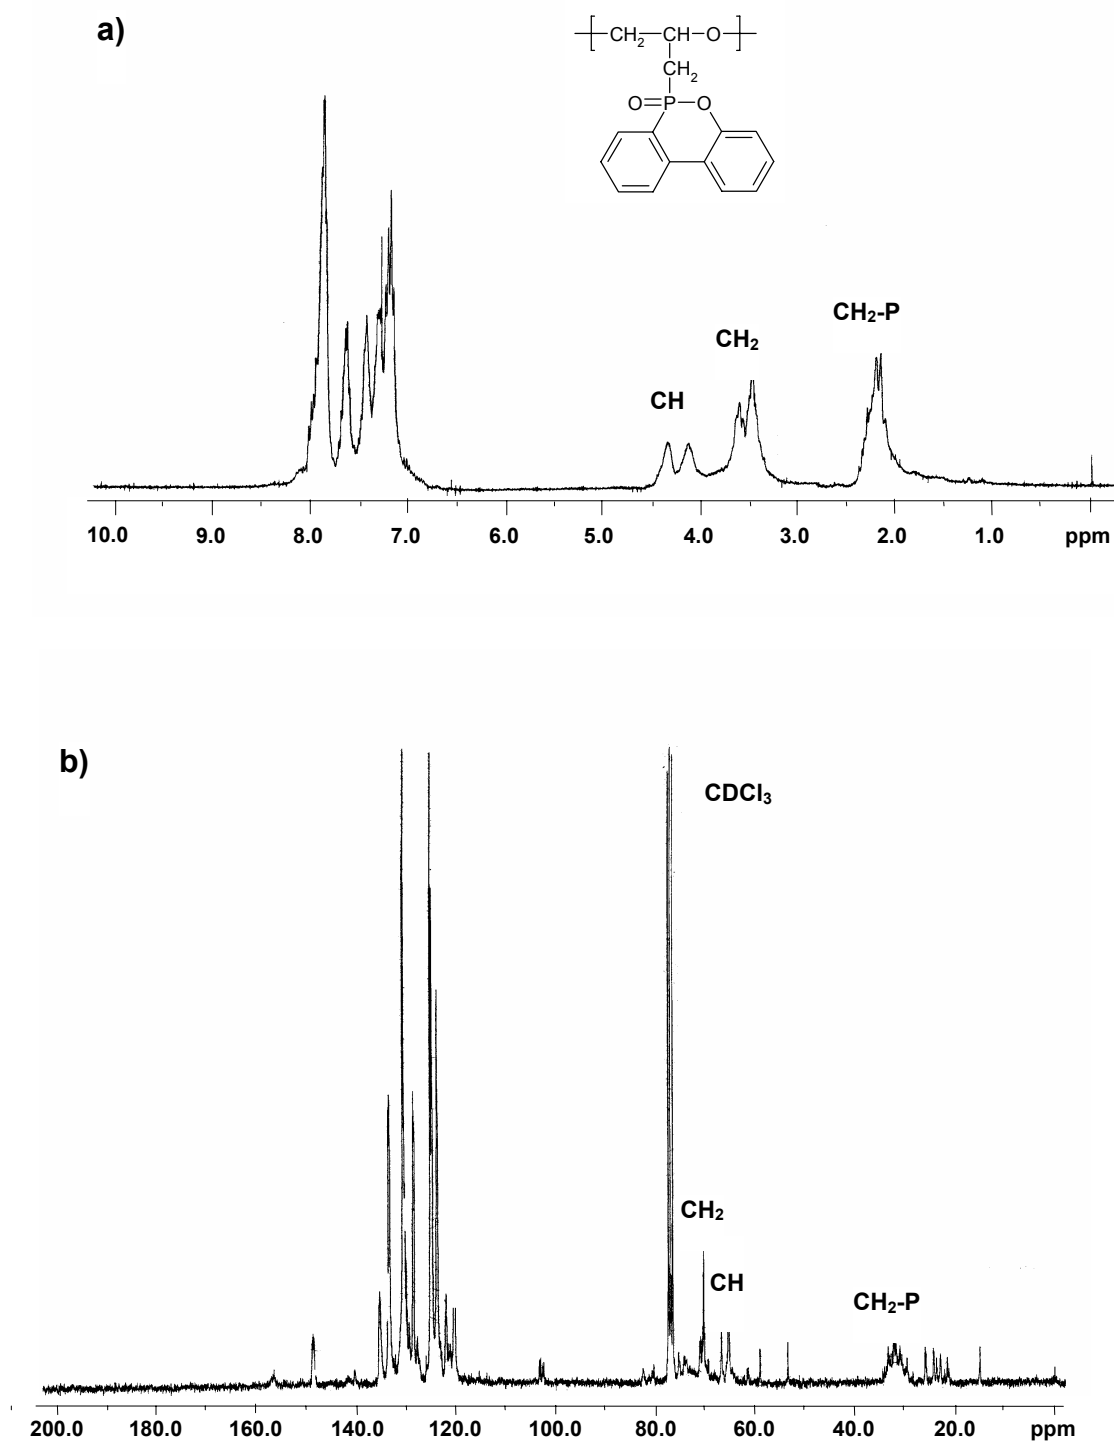 a)
CH₂ CH O
CH₂
O P O
CH₂-P
CH₂
CH
10.0 9.0 8.0 7.0 6.0 5.0 4.0 3.0 2.0 1.0 ppm
b)
CDCl₃
CH₂
CH
CH₂-P
200.0 180.0 160.0 140.0 120.0 100.0 80.0 60.0 40.0 20.0 ppm